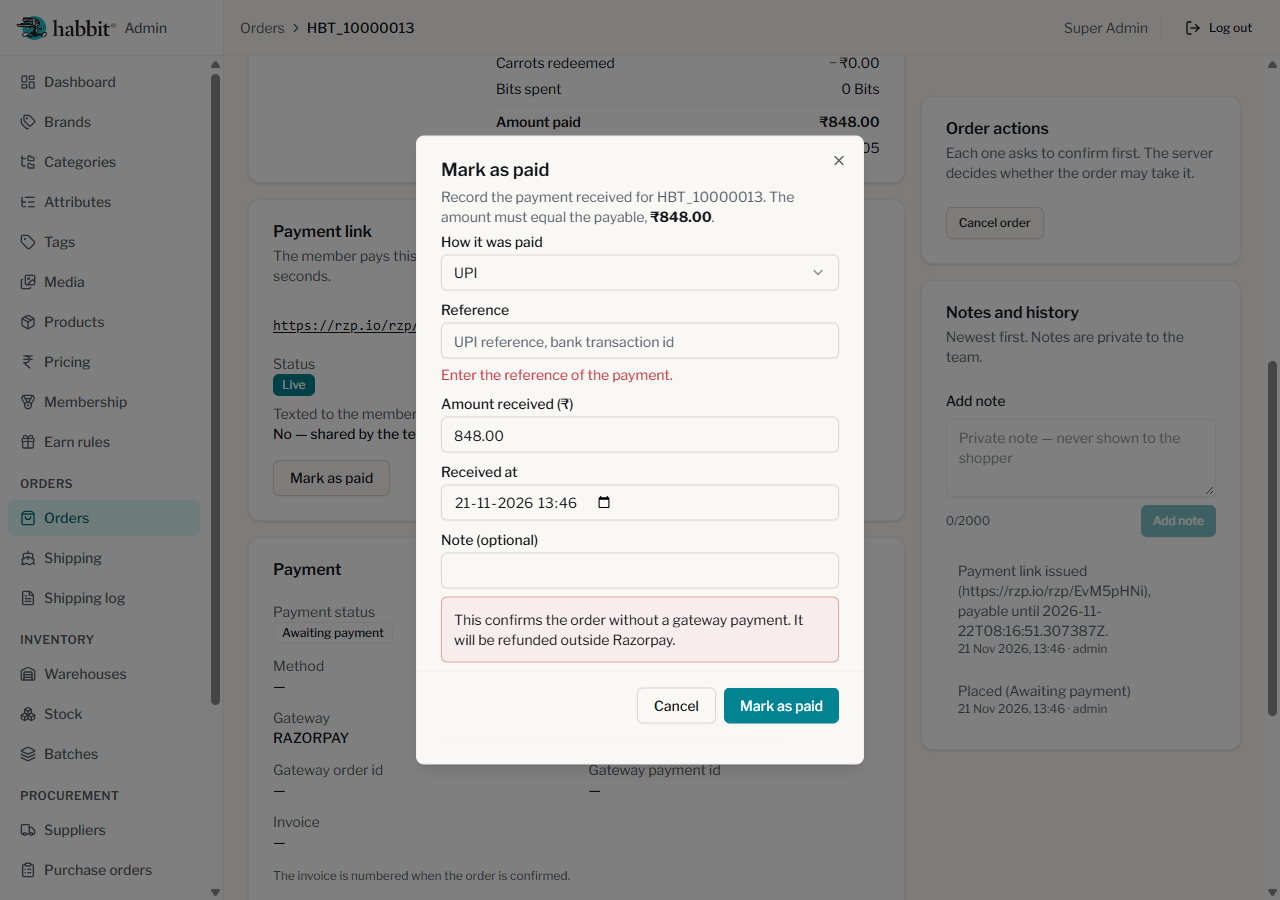 habbit® Admin
Orders > HBT_10000013
Super Admin
Log out
Dashboard
Brands
Categories
Attributes
Tags
Media
Products
Pricing
Membership
Earn rules
ORDERS
Orders
Shipping
Shipping log
INVENTORY
Warehouses
Stock
Batches
PROCUREMENT
Suppliers
Purchase orders
Carrots redeemed − ₹0.00
Bits spent 0 Bits
Amount paid ₹848.00
05
Payment link
The member pays this
seconds.
https://rzp.io/rzp/
Status
Live
Texted to the member
No — shared by the te
Mark as paid
Payment
Payment status
Awaiting payment
Method
—
Gateway
RAZORPAY
Gateway order id
—
Gateway payment id
—
Invoice
—
The invoice is numbered when the order is confirmed.
Mark as paid
Record the payment received for HBT_10000013. The
amount must equal the payable, ₹848.00.
How it was paid
UPI
Reference
UPI reference, bank transaction id
Enter the reference of the payment.
Amount received (₹)
848.00
Received at
21-11-2026 13:46
Note (optional)
This confirms the order without a gateway payment. It
will be refunded outside Razorpay.
Cancel
Mark as paid
Order actions
Each one asks to confirm first. The server
decides whether the order may take it.
Cancel order
Notes and history
Newest first. Notes are private to the
team.
Add note
Private note — never shown to the
shopper
0/2000
Add note
Payment link issued
(https://rzp.io/rzp/EvM5pHNi),
payable until 2026-11-
22T08:16:51.307387Z.
21 Nov 2026, 13:46 · admin
Placed (Awaiting payment)
21 Nov 2026, 13:46 · admin